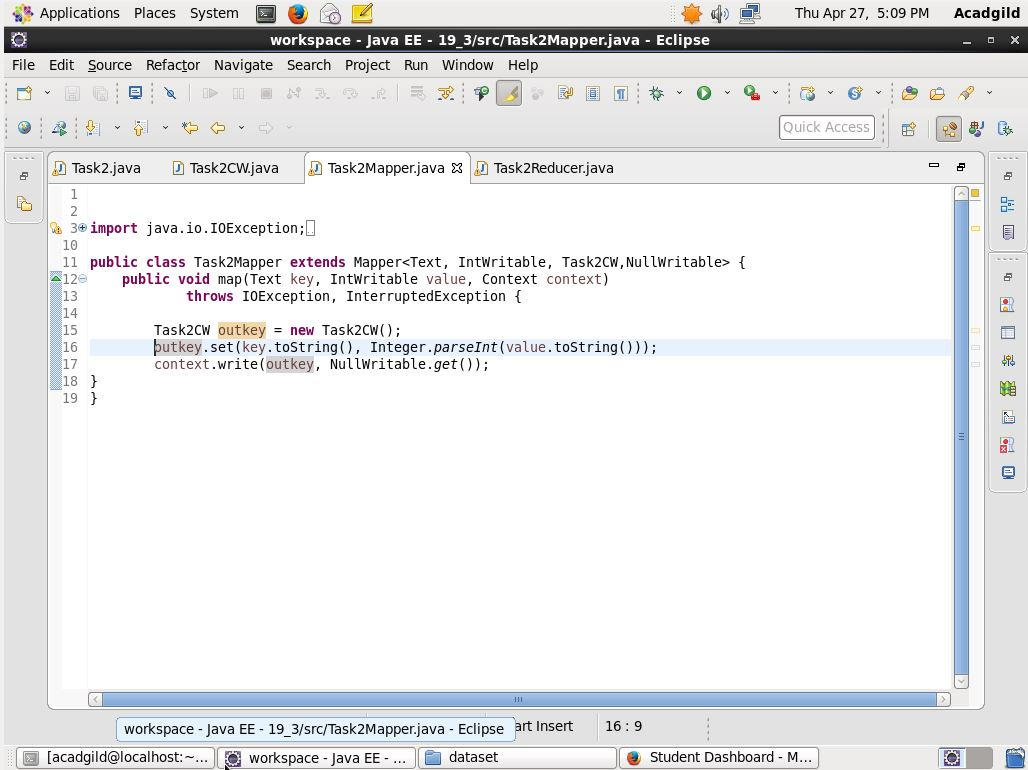 Applications Places System Thu Apr 27, 5:09 PM Acadgild
workspace - Java EE - 19_3/src/Task2Mapper.java - Eclipse
File Edit Source Refactor Navigate Search Project Run Window Help
Quick Access
Task2.java Task2CW.java Task2Mapper.java Task2Reducer.java
1
2
3 import java.io.IOException;
10
11 public class Task2Mapper extends Mapper<Text, IntWritable, Task2CW,NullWritable> {
12 public void map(Text key, IntWritable value, Context context)
13 throws IOException, InterruptedException {
14
15 Task2CW outkey = new Task2CW();
16 outkey.set(key.toString(), Integer.parseInt(value.toString()));
17 context.write(outkey, NullWritable.get());
18 }
19 }
workspace - Java EE - 19_3/src/Task2Mapper.java - Eclipse art Insert 16 : 9
[acadgild@localhost:~... workspace - Java EE - ... dataset Student Dashboard - M...